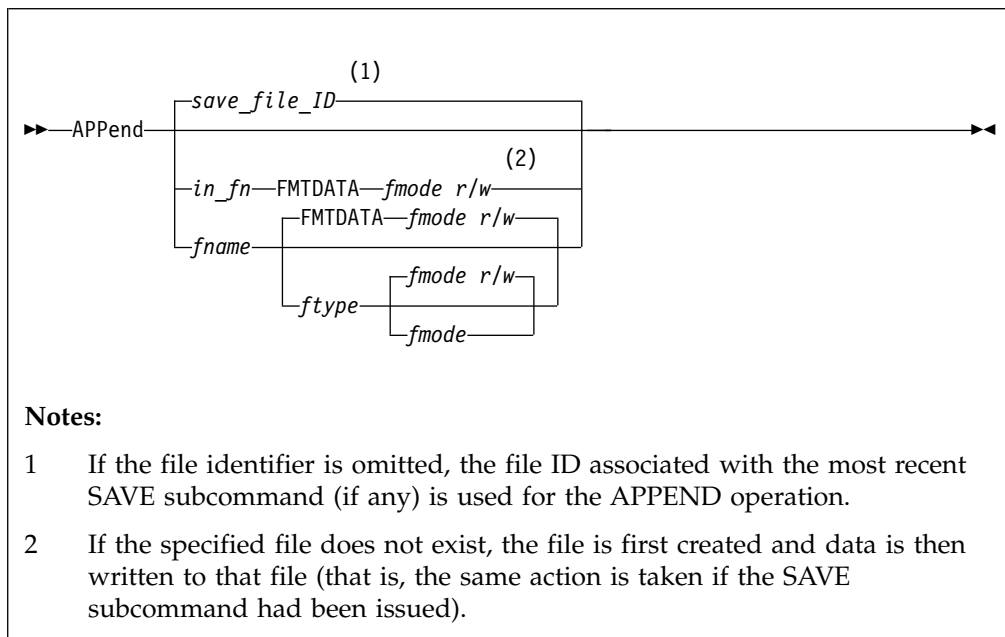 (1)
save_file_ID
►►—APPend
(2)
in_fn—FMTDATA—fmode r/w
FMTDATA—fmode r/w
fname
fmode r/w
ftype
fmode
Notes:
1 If the file identifier is omitted, the file ID associated with the most recent
SAVE subcommand (if any) is used for the APPEND operation.
2 If the specified file does not exist, the file is first created and data is then
written to that file (that is, the same action is taken if the SAVE
subcommand had been issued).